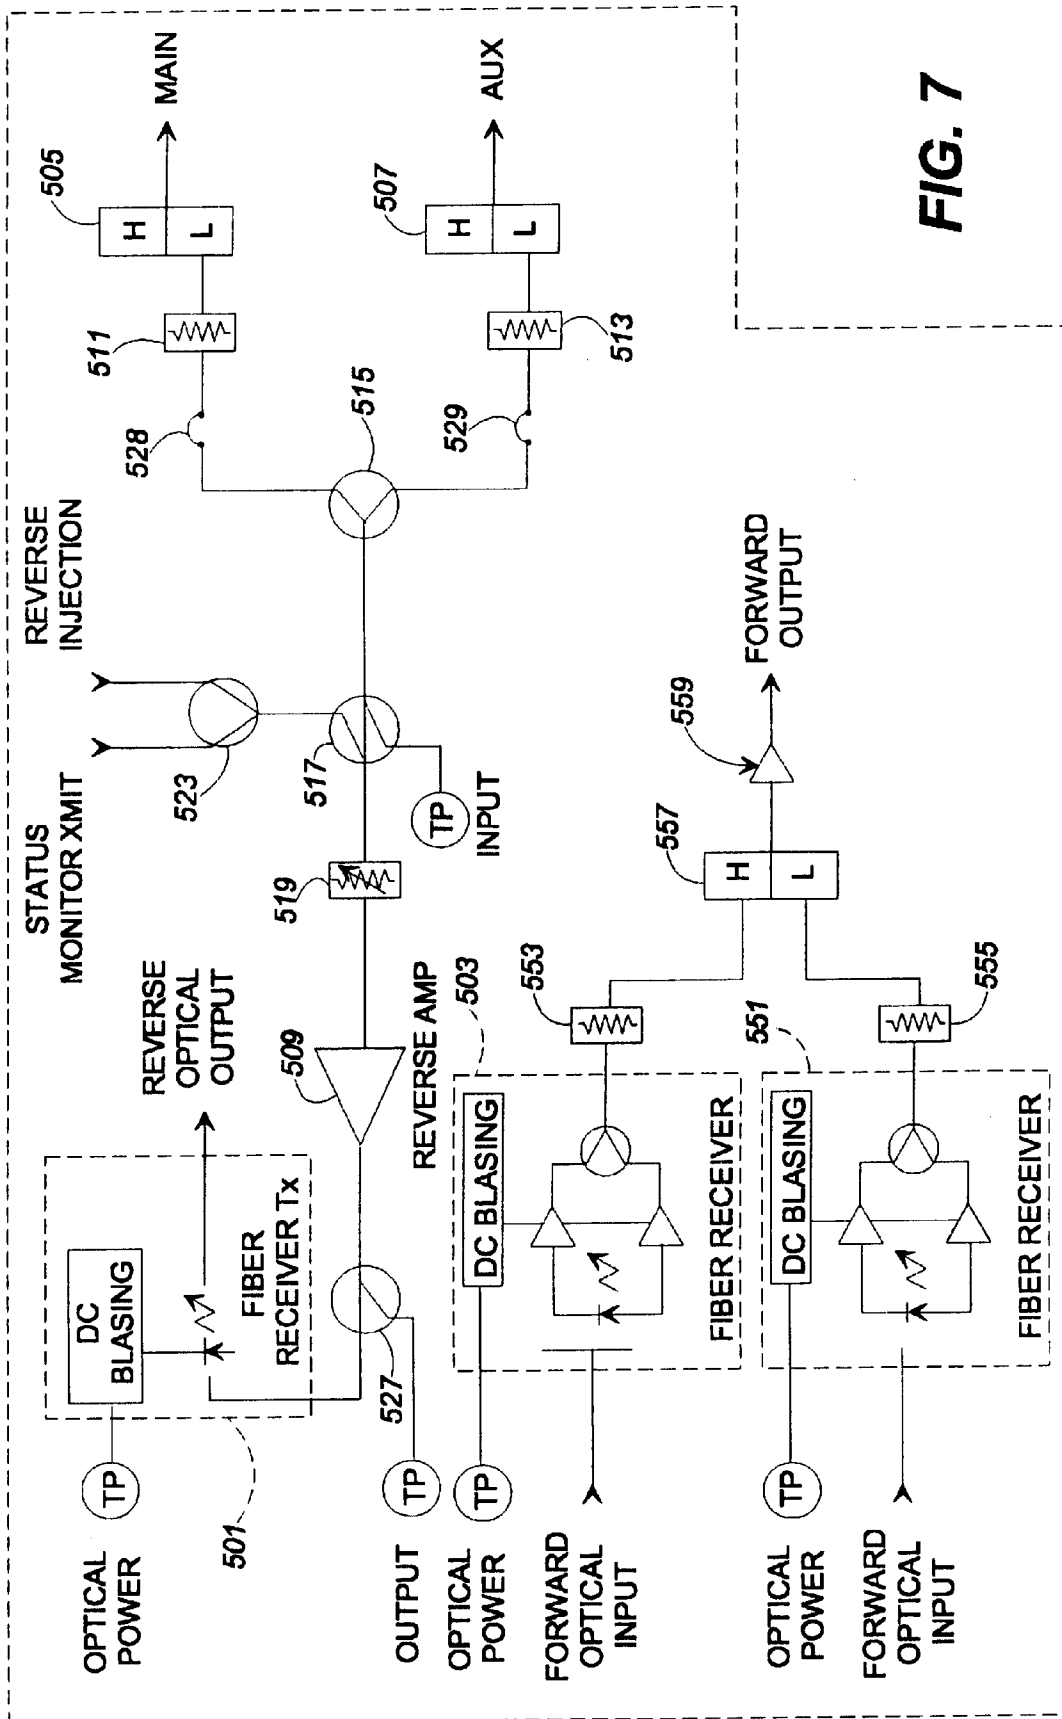 OPTICAL
POWER
TP
DC
BLASING
FIBER
RECEIVER Tx
501
REVERSE
OPTICAL
OUTPUT
STATUS
MONITOR XMIT
REVERSE
INJECTION
523
517
TP
INPUT
519
509
REVERSE AMP
527
TP
OUTPUT
515
528
511
505
H
L
MAIN
529
513
507
H
L
AUX
OPTICAL
POWER
TP
DC BLASING
503
FORWARD
OPTICAL
INPUT
FIBER RECEIVER
553
557
H
L
559
FORWARD
OUTPUT
OPTICAL
POWER
TP
DC BLASING
551
FORWARD
OPTICAL
INPUT
FIBER RECEIVER
555
FIG. 7